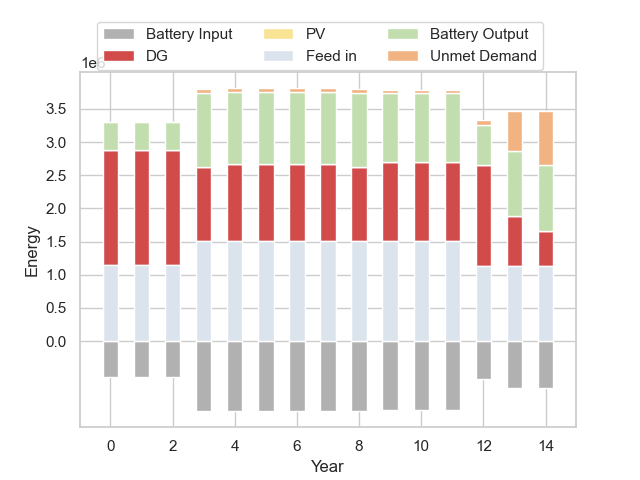 Battery Input PV Battery Output
DG Feed in Unmet Demand
1e6
3.5
3.0
2.5
2.0
1.5
1.0
0.5
0.0
Energy
0 2 4 6 8 10 12 14
Year